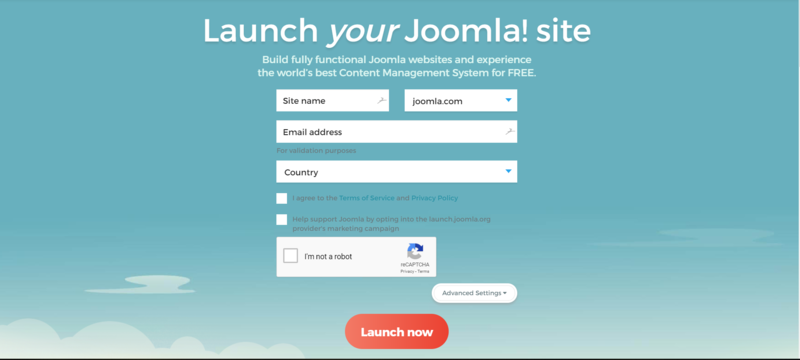 Launch your Joomla! site
Build fully functional Joomla websites and experience
the world's best Content Management System for FREE.
Site name
joomla.com
Email address
For validation purposes
Country
I agree to the Terms of Service and Privacy Policy
Help support Joomla by opting into the launch.joomla.org
provider's marketing campaign
I'm not a robot
reCAPTCHA
Privacy - Terms
Advanced Settings
Launch now